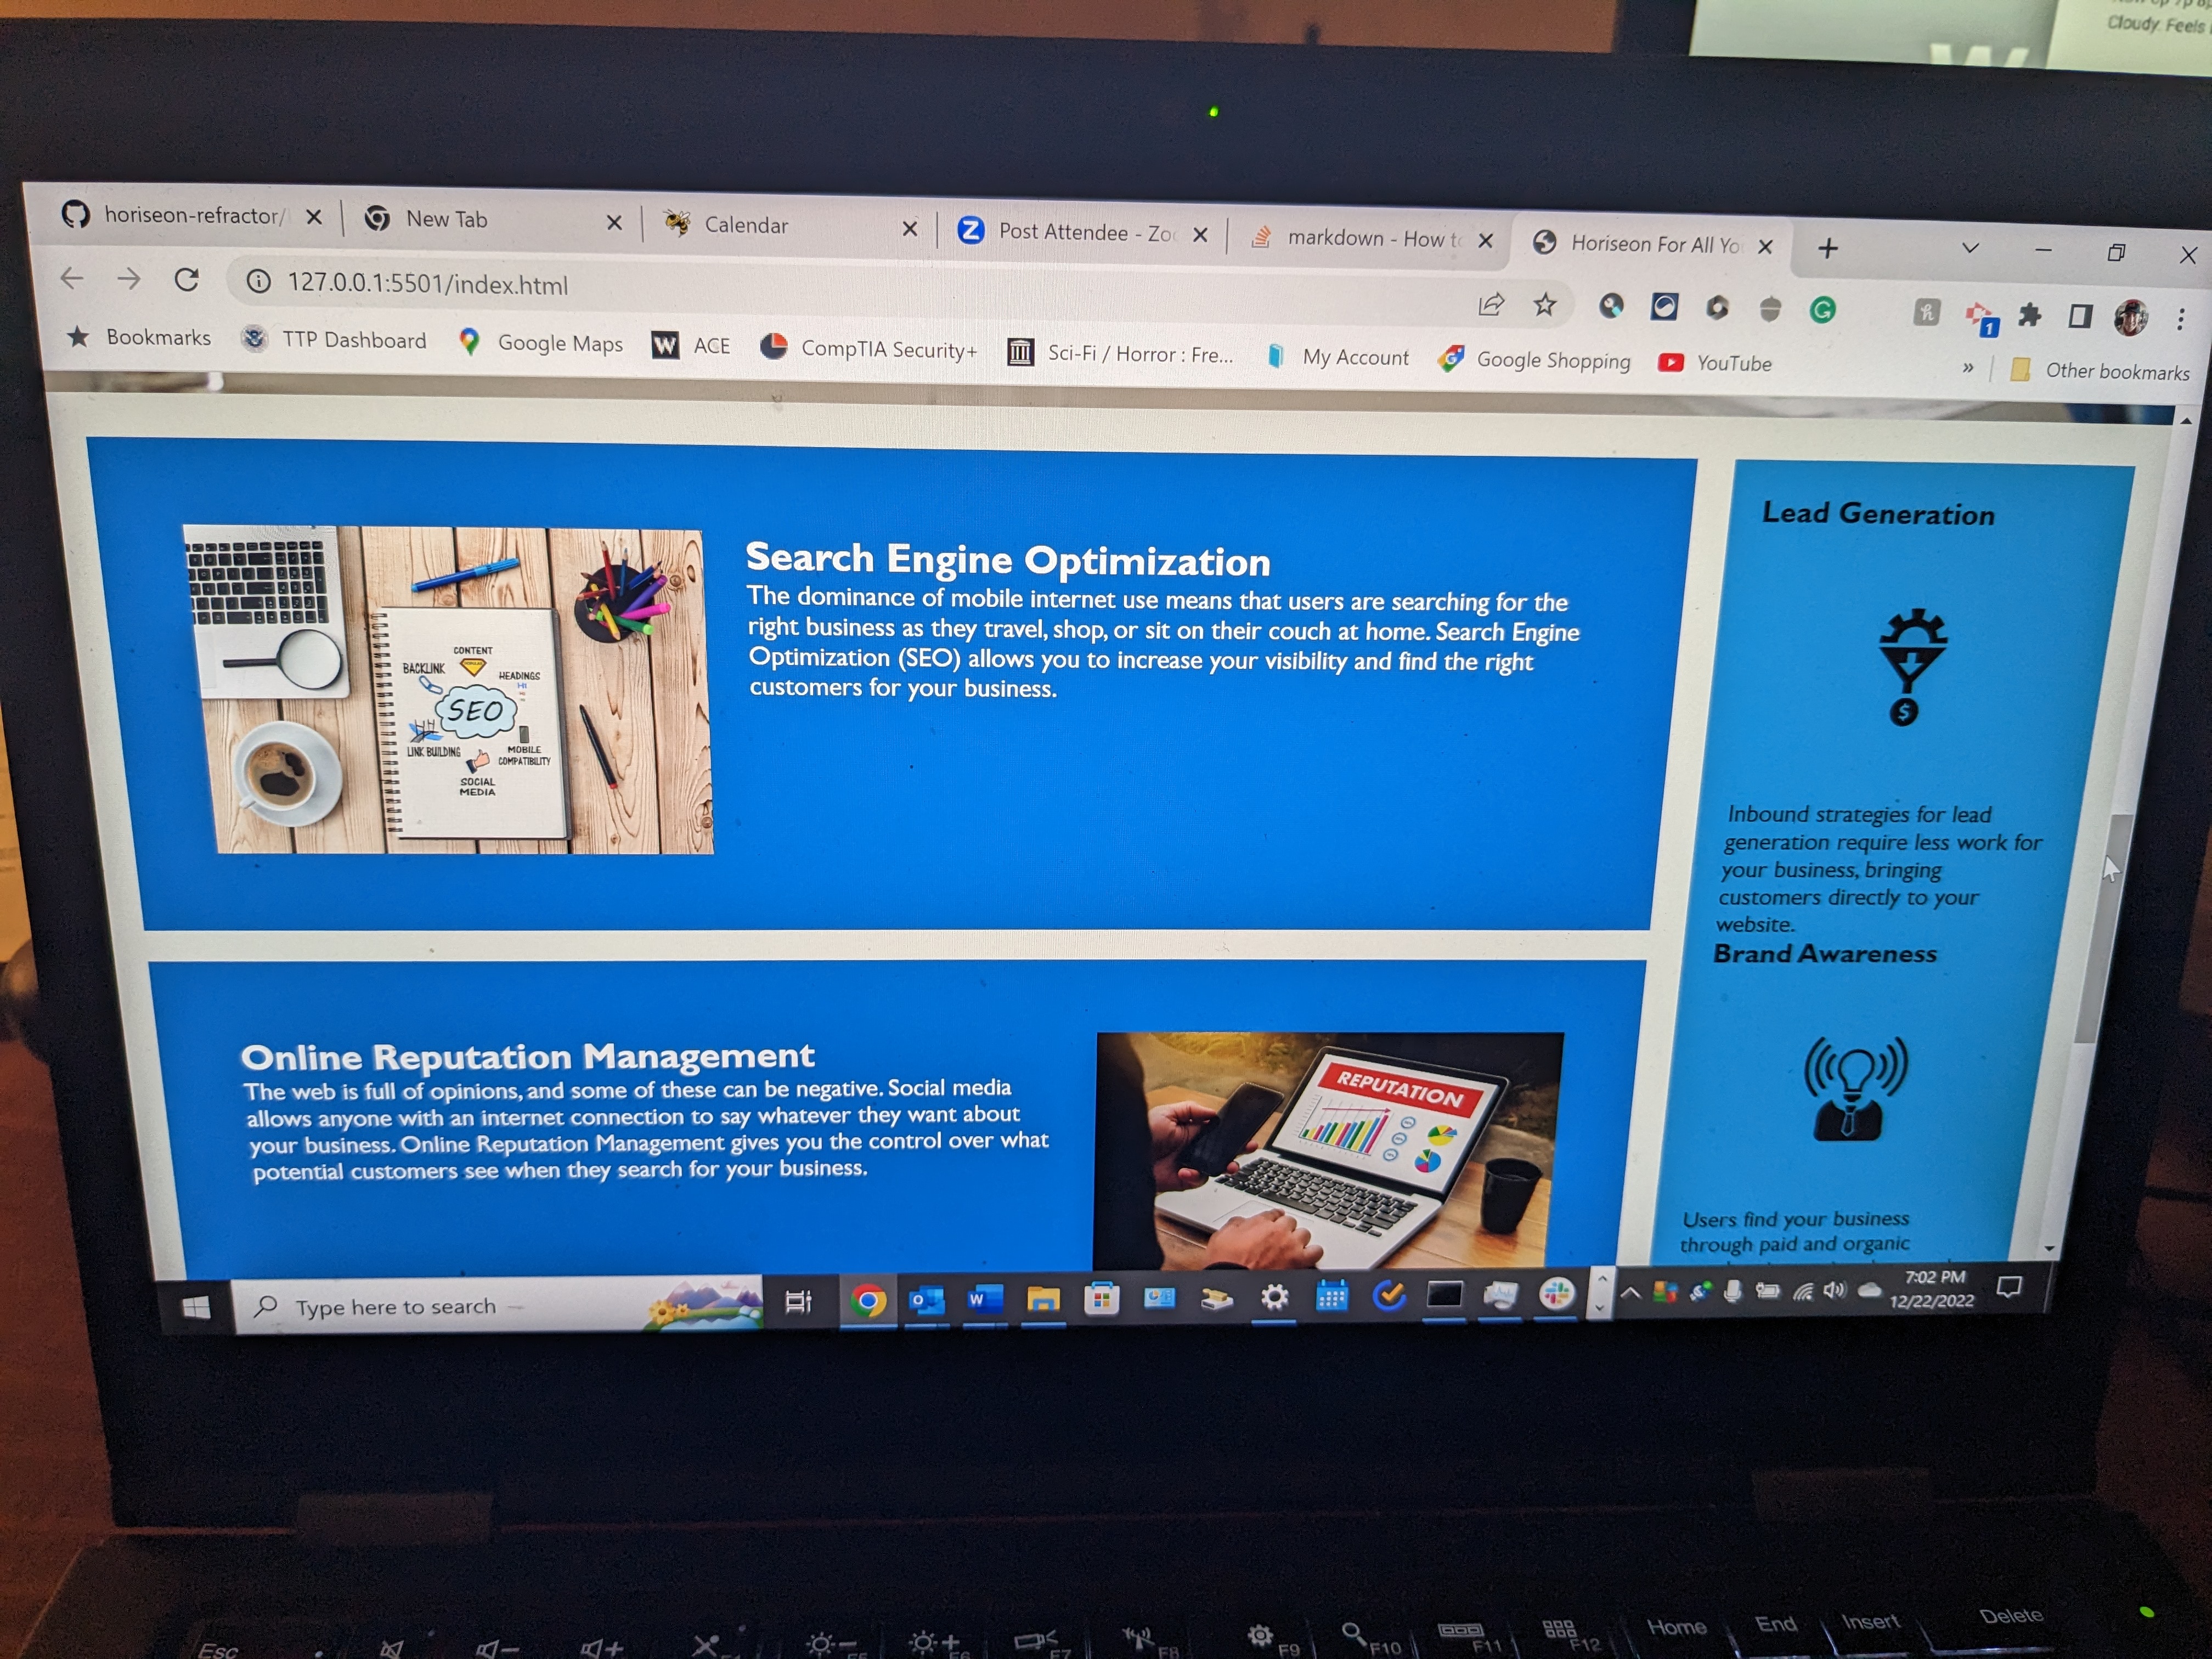 Cloudy. Feels
horiseon-refractor/
New Tab
Calendar
Post Attendee - Zoo
markdown - How to
Horiseon For All Yo
127.0.0.1:5501/index.html
Bookmarks
TTP Dashboard
Google Maps
W
ACE
CompTIA Security+
Sci-Fi / Horror : Fre...
My Account
Google Shopping
YouTube
»
Other bookmarks
1
Search Engine Optimization
The dominance of mobile internet use means that users are searching for the
right business as they travel, shop, or sit on their couch at home. Search Engine
Optimization (SEO) allows you to increase your visibility and find the right
customers for your business.
CONTENT
BACKLINK
HEADINGS
H1
SEO
LINK BUILDING
MOBILE
COMPATIBILITY
SOCIAL
MEDIA
Lead Generation
$
Inbound strategies for lead
generation require less work for
your business, bringing
customers directly to your
website.
Brand Awareness
Users find your business
through paid and organic
Online Reputation Management
The web is full of opinions, and some of these can be negative. Social media
allows anyone with an internet connection to say whatever they want about
your business. Online Reputation Management gives you the control over what
potential customers see when they search for your business.
REPUTATION
Type here to search
7:02 PM
12/22/2022
Esc
F7
F8
F9
F10
F11
F12
Home
End
Insert
Delete